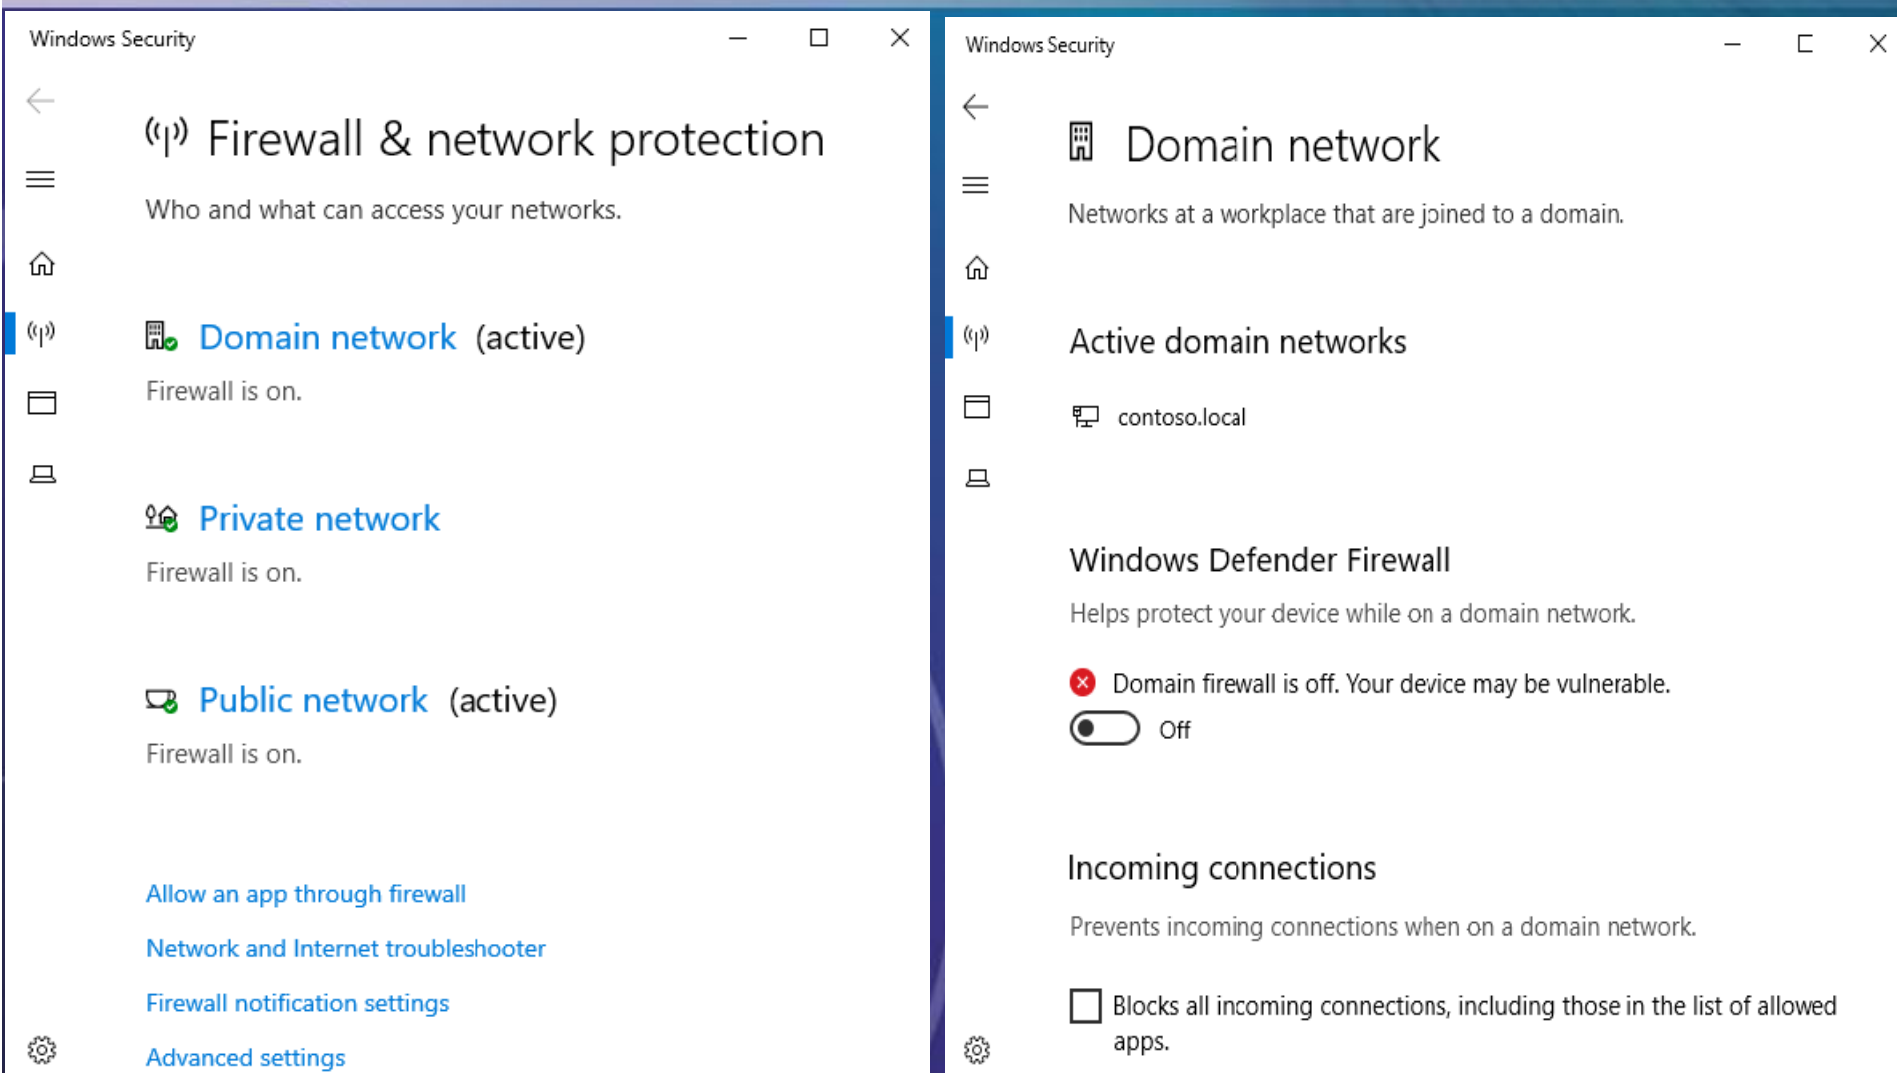 Windows Security
Firewall & network protection
Who and what can access your networks.
Domain network (active)
Firewall is on.
Private network
Firewall is on.
Public network (active)
Firewall is on.
Allow an app through firewall
Network and Internet troubleshooter
Firewall notification settings
Advanced settings
Windows Security
Domain network
Networks at a workplace that are joined to a domain.
Active domain networks
contoso.local
Windows Defender Firewall
Helps protect your device while on a domain network.
Domain firewall is off. Your device may be vulnerable.
Off
Incoming connections
Prevents incoming connections when on a domain network.
Blocks all incoming connections, including those in the list of allowed
apps.